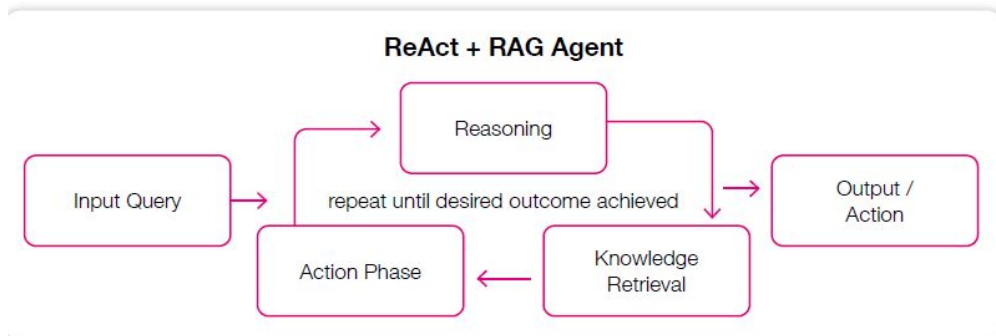 ReAct + RAG Agent
Reasoning
Input Query
repeat until desired outcome achieved
Output /
Action
Action Phase
Knowledge
Retrieval